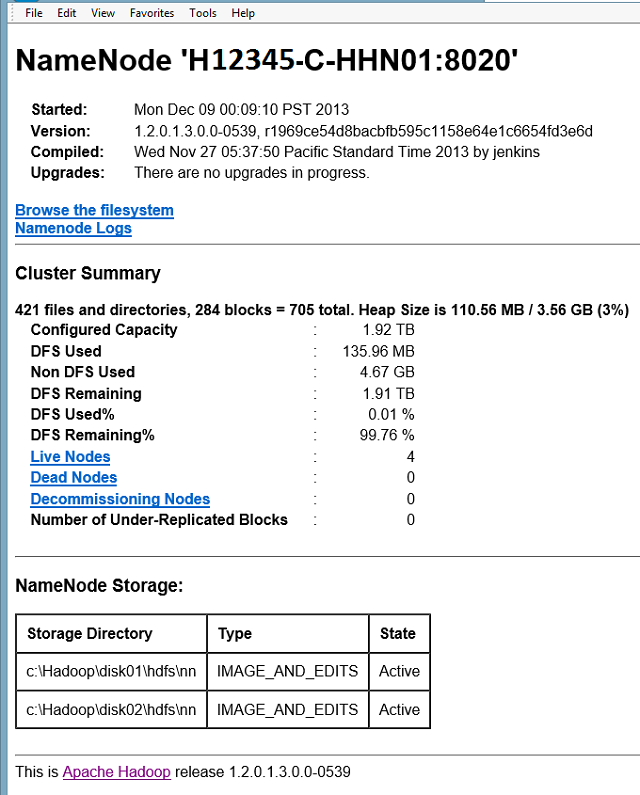 File Edit View Favorites Tools Help
NameNode 'H12345-C-HHN01:8020'
Started: Mon Dec 09 00:09:10 PST 2013
Version: 1.2.0.1.3.0.0-0539, r1969ce54d8bacbfb595c1158e64e1c6654fd3e6d
Compiled: Wed Nov 27 05:37:50 Pacific Standard Time 2013 by jenkins
Upgrades: There are no upgrades in progress.
Browse the filesystem
Namenode Logs
Cluster Summary
421 files and directories, 284 blocks = 705 total. Heap Size is 110.56 MB / 3.56 GB (3%)
Configured Capacity : 1.92 TB
DFS Used : 135.96 MB
Non DFS Used : 4.67 GB
DFS Remaining : 1.91 TB
DFS Used% : 0.01 %
DFS Remaining% : 99.76 %
Live Nodes : 4
Dead Nodes : 0
Decommissioning Nodes : 0
Number of Under-Replicated Blocks : 0
NameNode Storage:
Storage Directory Type State
c:\Hadoop\disk01\hdfs\nn IMAGE_AND_EDITS Active
c:\Hadoop\disk02\hdfs\nn IMAGE_AND_EDITS Active
This is Apache Hadoop release 1.2.0.1.3.0.0-0539